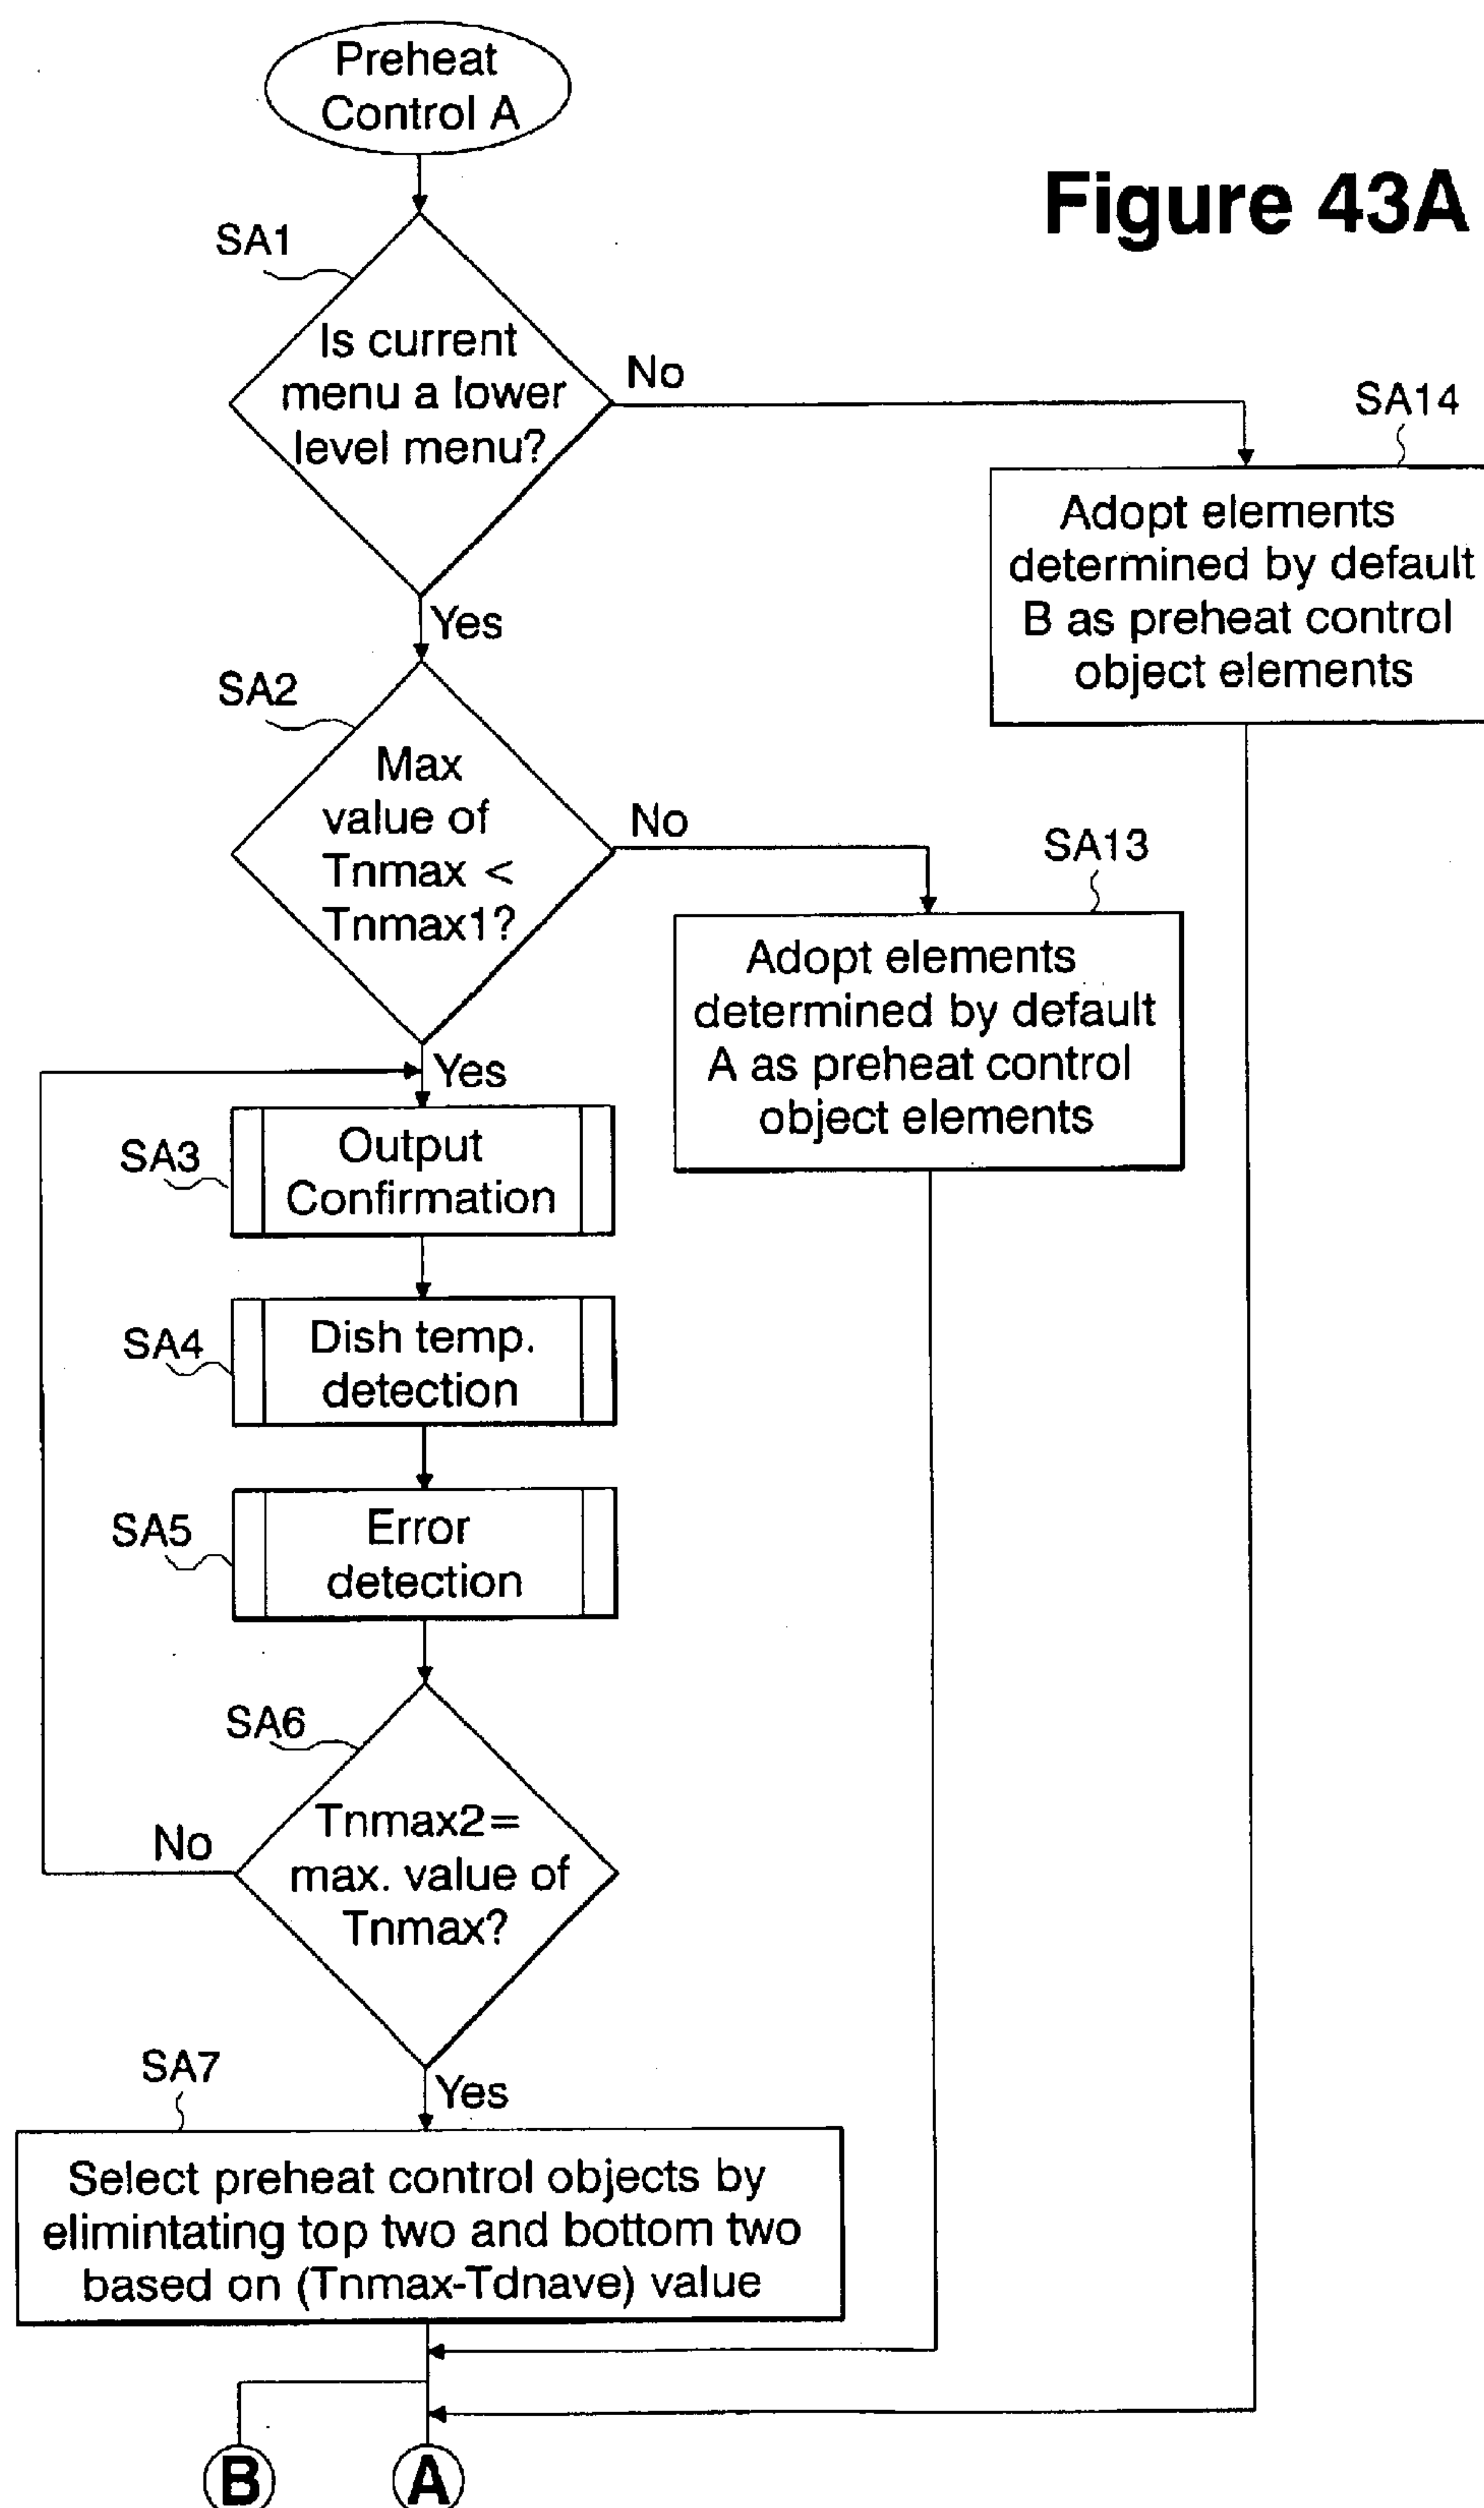 Preheat
Control A
Figure 43A
SA1
Is current
menu a lower
level menu?
No
Yes
SA14
Adopt elements
determined by default
B as preheat control
object elements
SA2
Max
value of
Tnmax <
Tnmax1?
No
Yes
SA13
Adopt elements
determined by default
A as preheat control
object elements
SA3
Output
Confirmation
SA4
Dish temp.
detection
SA5
Error
detection
SA6
Tnmax2=
max. value of
Tnmax?
No
Yes
SA7
Select preheat control objects by
elimintating top two and bottom two
based on (Tnmax-Tdnave) value
B
A